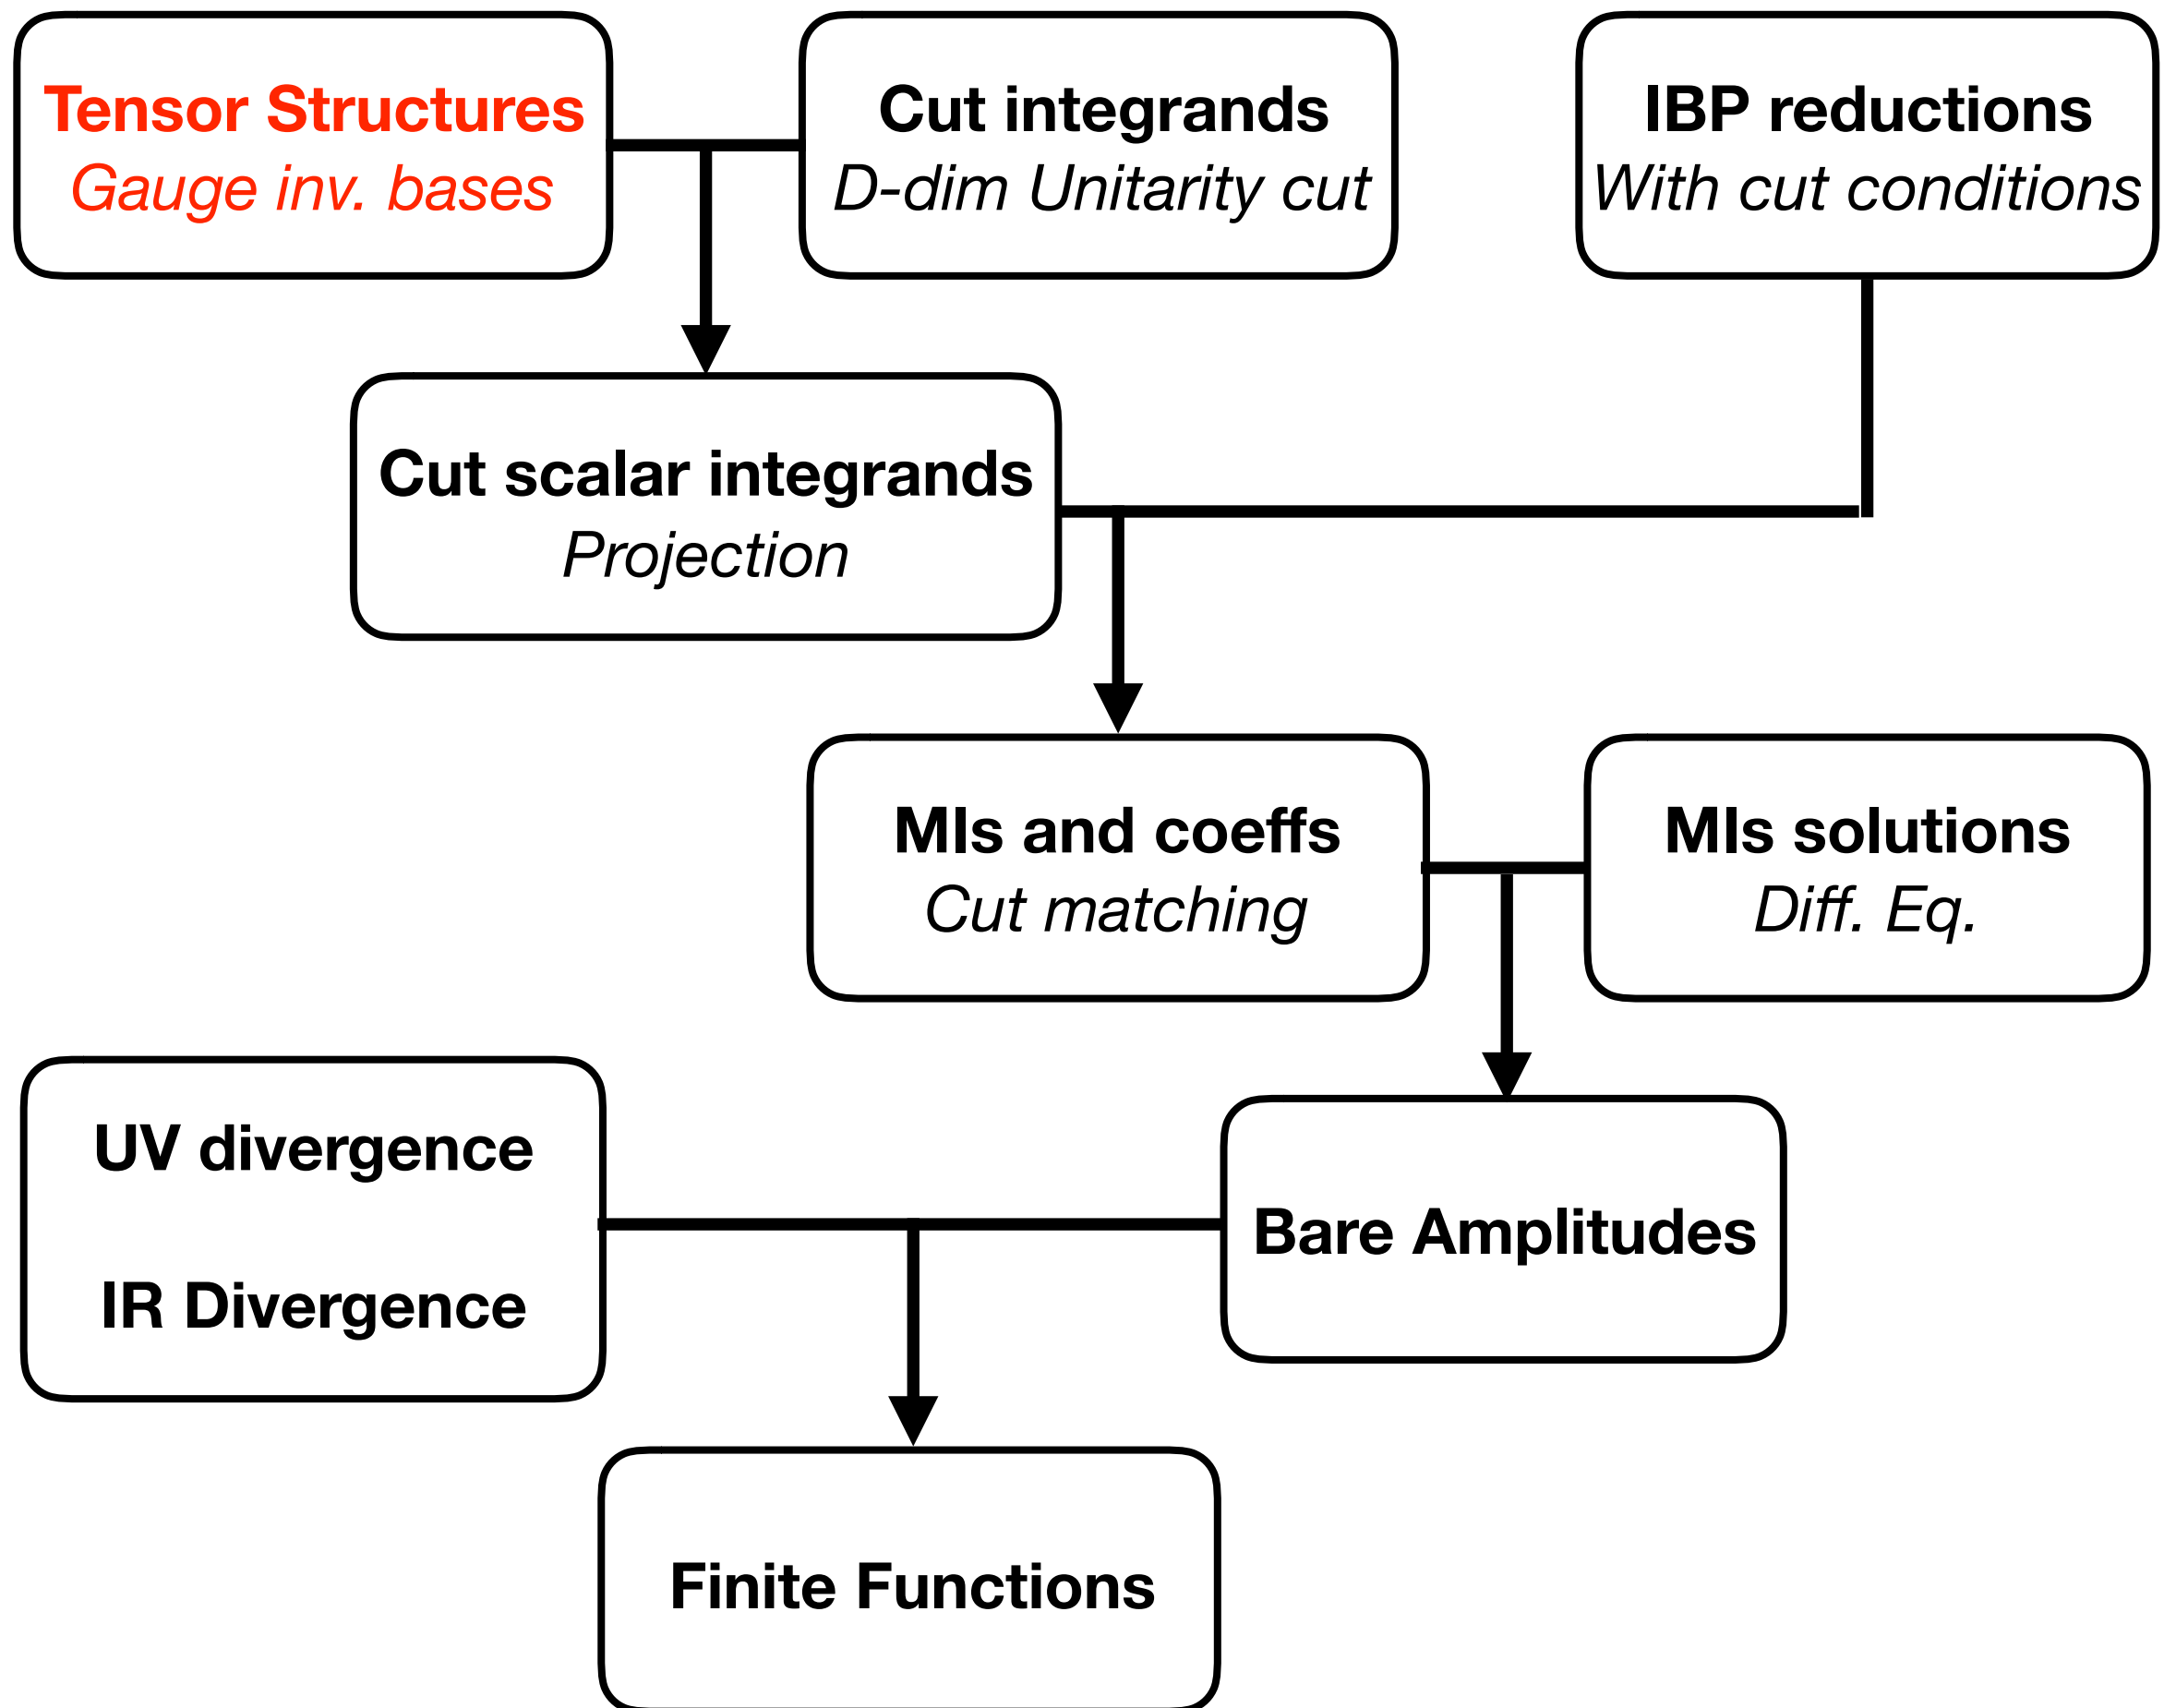 Tensor Structures
Gauge inv. bases
Cut integrands
D-dim Unitarity cut
IBP reductions
With cut conditions
Cut scalar integrands
Projection
MIs and coeffs
Cut matching
MIs solutions
Diff. Eq.
UV divergence
IR Divergence
Bare Amplitudes
Finite Functions